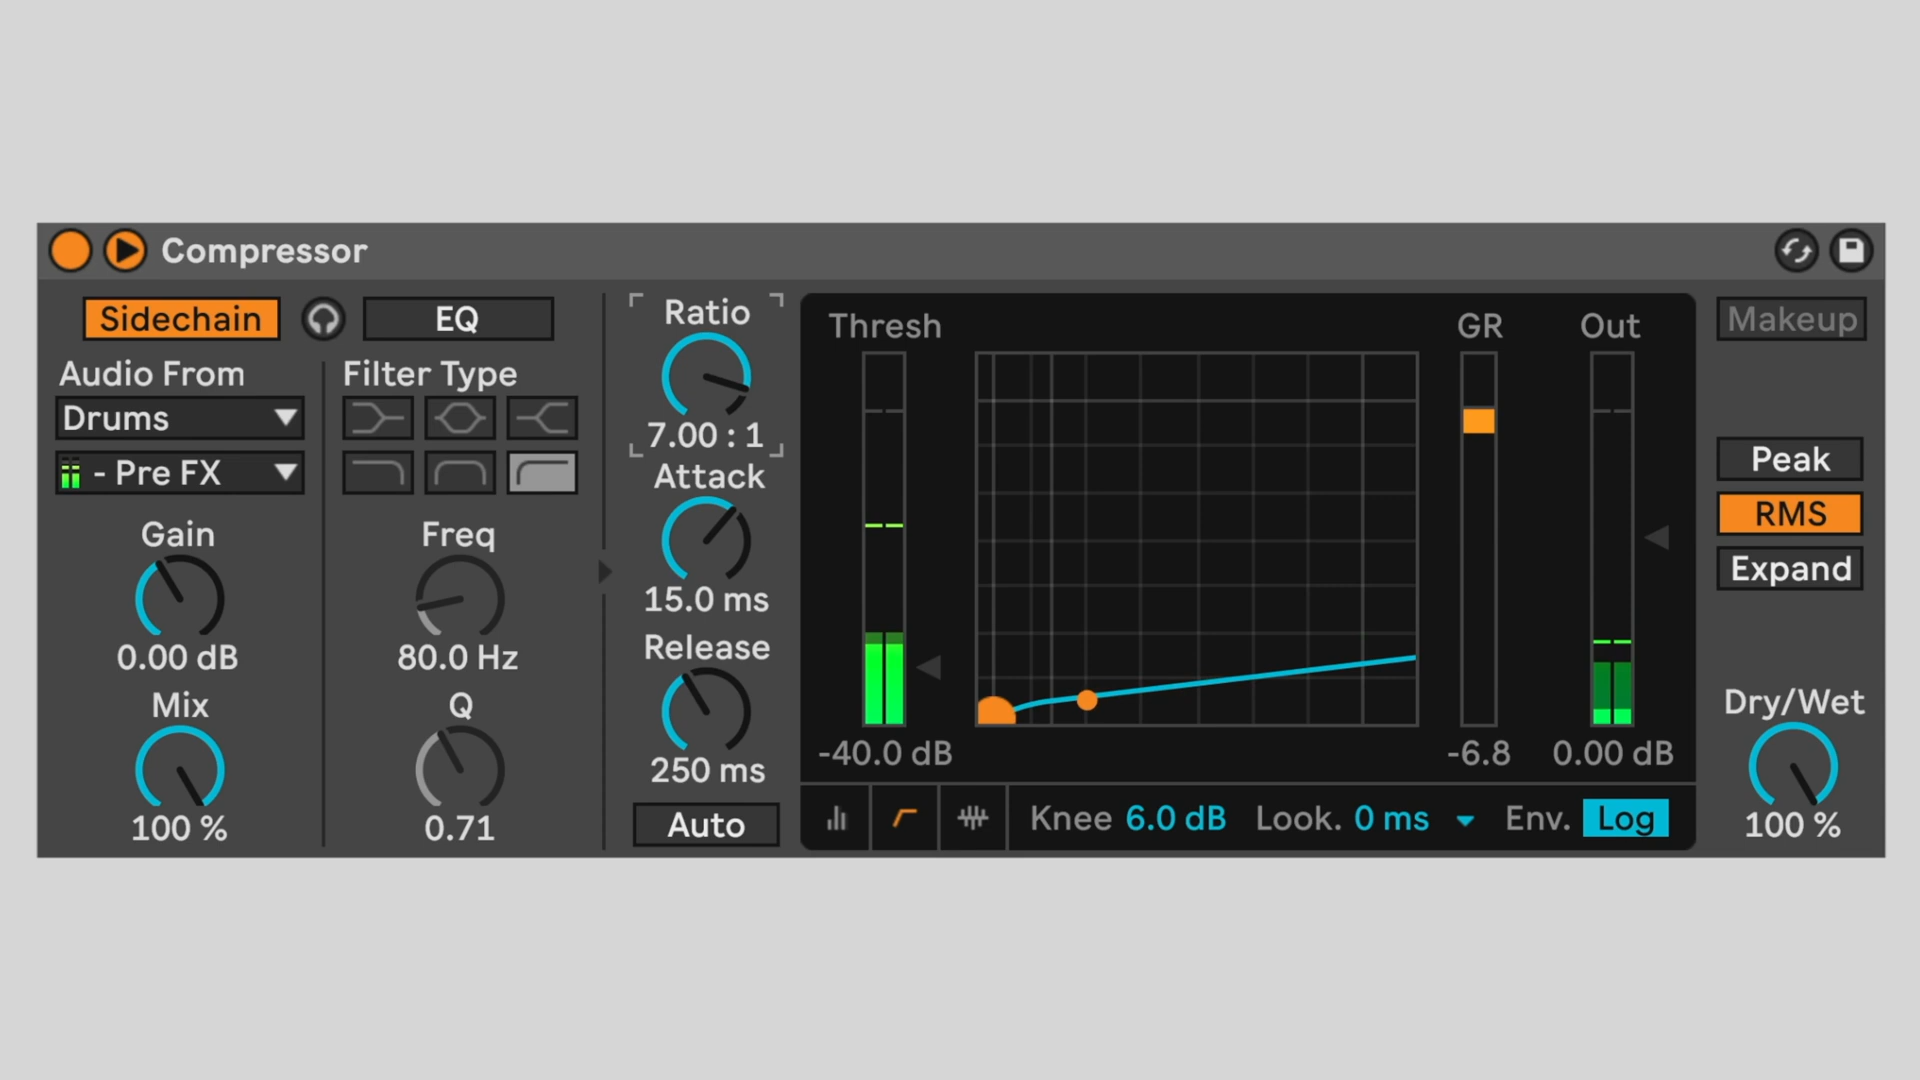 Compressor
Sidechain
EQ
Audio From
Drums
- Pre FX
Filter Type
Gain
0.00 dB
Freq
80.0 Hz
Mix
100 %
Q
0.71
Ratio
7.00 : 1
Attack
15.0 ms
Release
250 ms
Auto
Thresh
-40.0 dB
GR
-6.8
Out
0.00 dB
Knee 6.0 dB
Look. 0 ms
Env. Log
Makeup
Peak
RMS
Expand
Dry/Wet
100 %